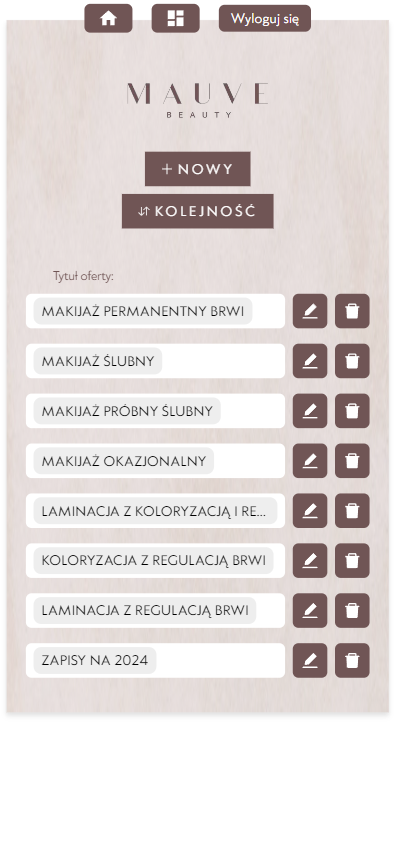 Wyloguj się
MAUVE
BEAUTY
+ NOWY
KOLEJNOŚĆ
Tytuł oferty:
MAKIJAŻ PERMANENTNY BRWI
MAKIJAŻ ŚLUBNY
MAKIJAŻ PRÓBNY ŚLUBNY
MAKIJAŻ OKAZJONALNY
LAMINACJA Z KOLORYZACJĄ I RE...
KOLORYZACJA Z REGULACJĄ BRWI
LAMINACJA Z REGULACJĄ BRWI
ZAPISY NA 2024